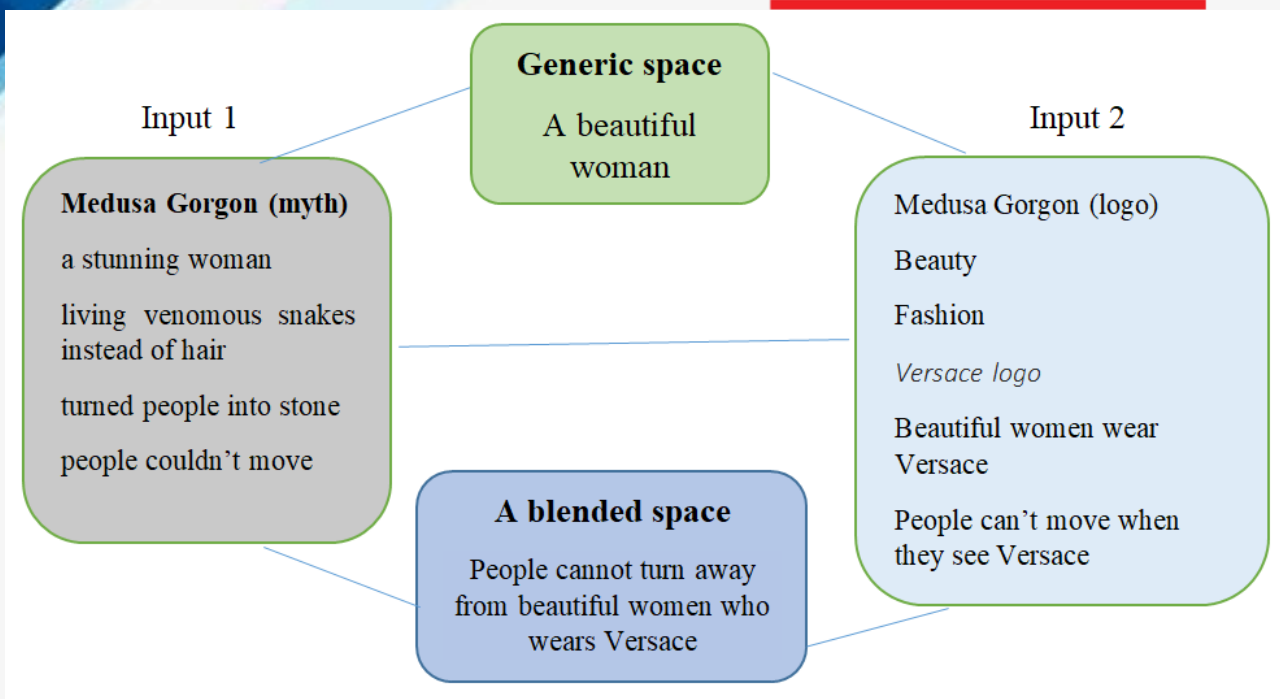 Generic space
A beautiful
woman
Input 1
Medusa Gorgon (myth)
a stunning woman
living venomous snakes
instead of hair
turned people into stone
people couldn’t move
Input 2
Medusa Gorgon (logo)
Beauty
Fashion
Versace logo
Beautiful women wear
Versace
People can’t move when
they see Versace
A blended space
People cannot turn away
from beautiful women who
wears Versace